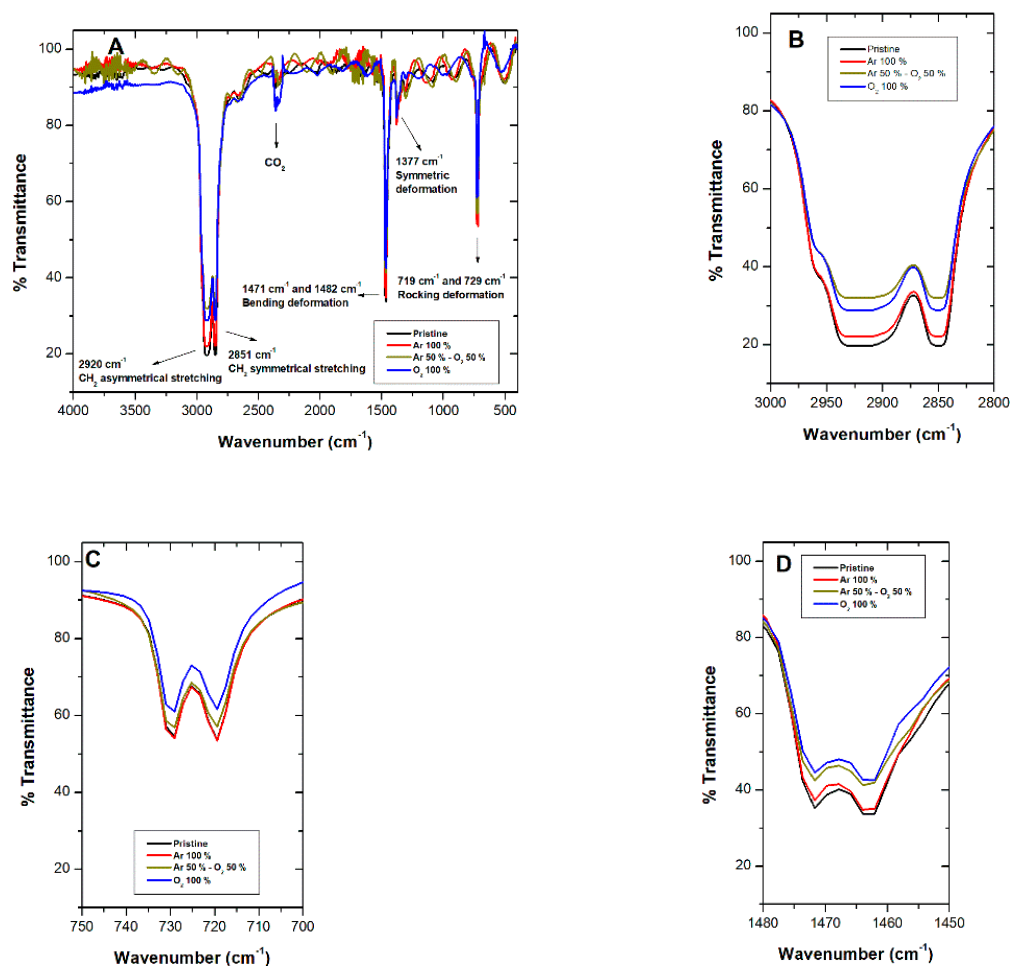 A
% Transmittance
100
80
60
40
20
4000 3500 3000 2500 2000 1500 1000 500
Wavenumber (cm⁻¹)
CO₂
1377 cm⁻¹
Symmetric
deformation
1471 cm⁻¹ and 1482 cm⁻¹
Bending deformation
719 cm⁻¹ and 729 cm⁻¹
Rocking deformation
2920 cm⁻¹
CH₂ asymmetrical stretching
2851 cm⁻¹
CH₂ symmetrical stretching
Pristine
Ar 100 %
Ar 50 % - O₂ 50 %
O₂ 100 %
B
% Transmittance
100
80
60
40
20
3000 2950 2900 2850 2800
Wavenumber (cm⁻¹)
Pristine
Ar 100 %
Ar 50 % - O₂ 50 %
O₂ 100 %
C
% Transmittance
100
80
60
40
20
750 740 730 720 710 700
Wavenumber (cm⁻¹)
Pristine
Ar 100 %
Ar 50 % - O₂ 50 %
O₂ 100 %
D
% Transmittance
100
80
60
40
20
1480 1470 1460 1450
Wavenumber (cm⁻¹)
Pristine
Ar 100 %
Ar 50 % - O₂ 50 %
O₂ 100 %